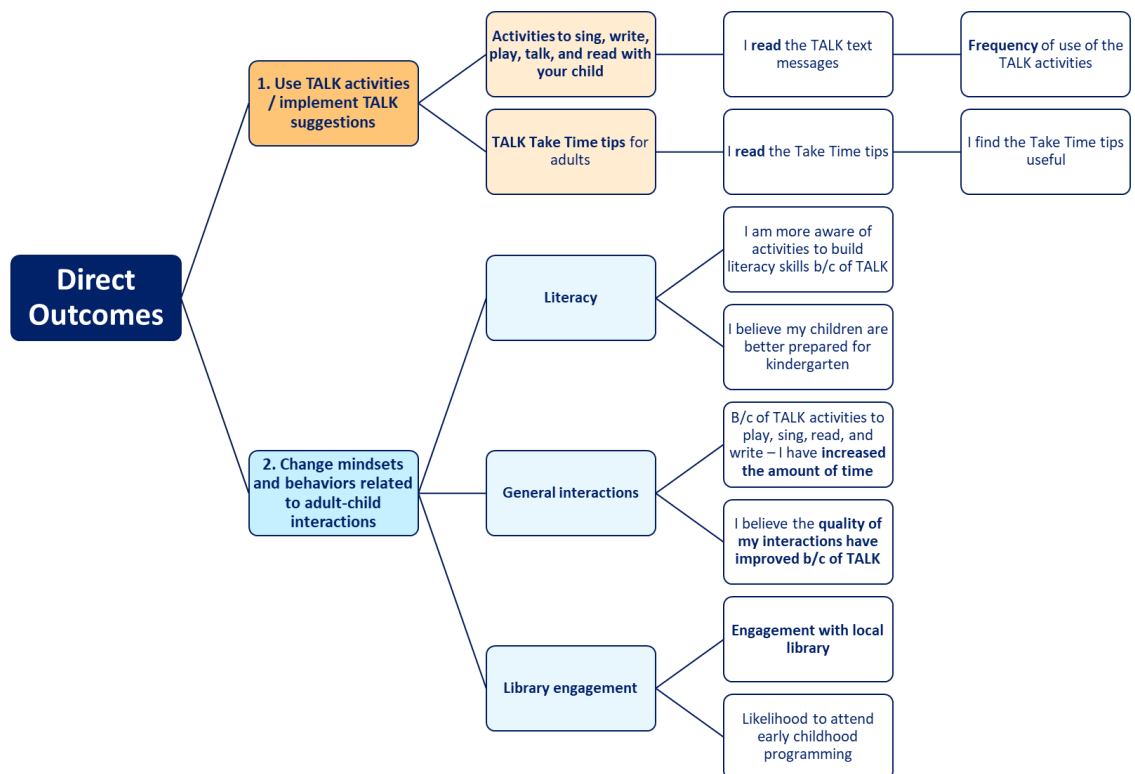 Direct
Outcomes
1. Use TALK activities
/ implement TALK
suggestions
Activities to sing, write,
play, talk, and read with
your child
I read the TALK text
messages
Frequency of use of the
TALK activities
TALK Take Time tips for
adults
I read the Take Time tips
I find the Take Time tips
useful
2. Change mindsets
and behaviors related
to adult-child
interactions
Literacy
I am more aware of
activities to build
literacy skills b/c of TALK
I believe my children are
better prepared for
kindergarten
General interactions
B/c of TALK activities to
play, sing, read, and
write – I have increased
the amount of time
I believe the quality of
my interactions have
improved b/c of TALK
Library engagement
Engagement with local
library
Likelihood to attend
early childhood
programming